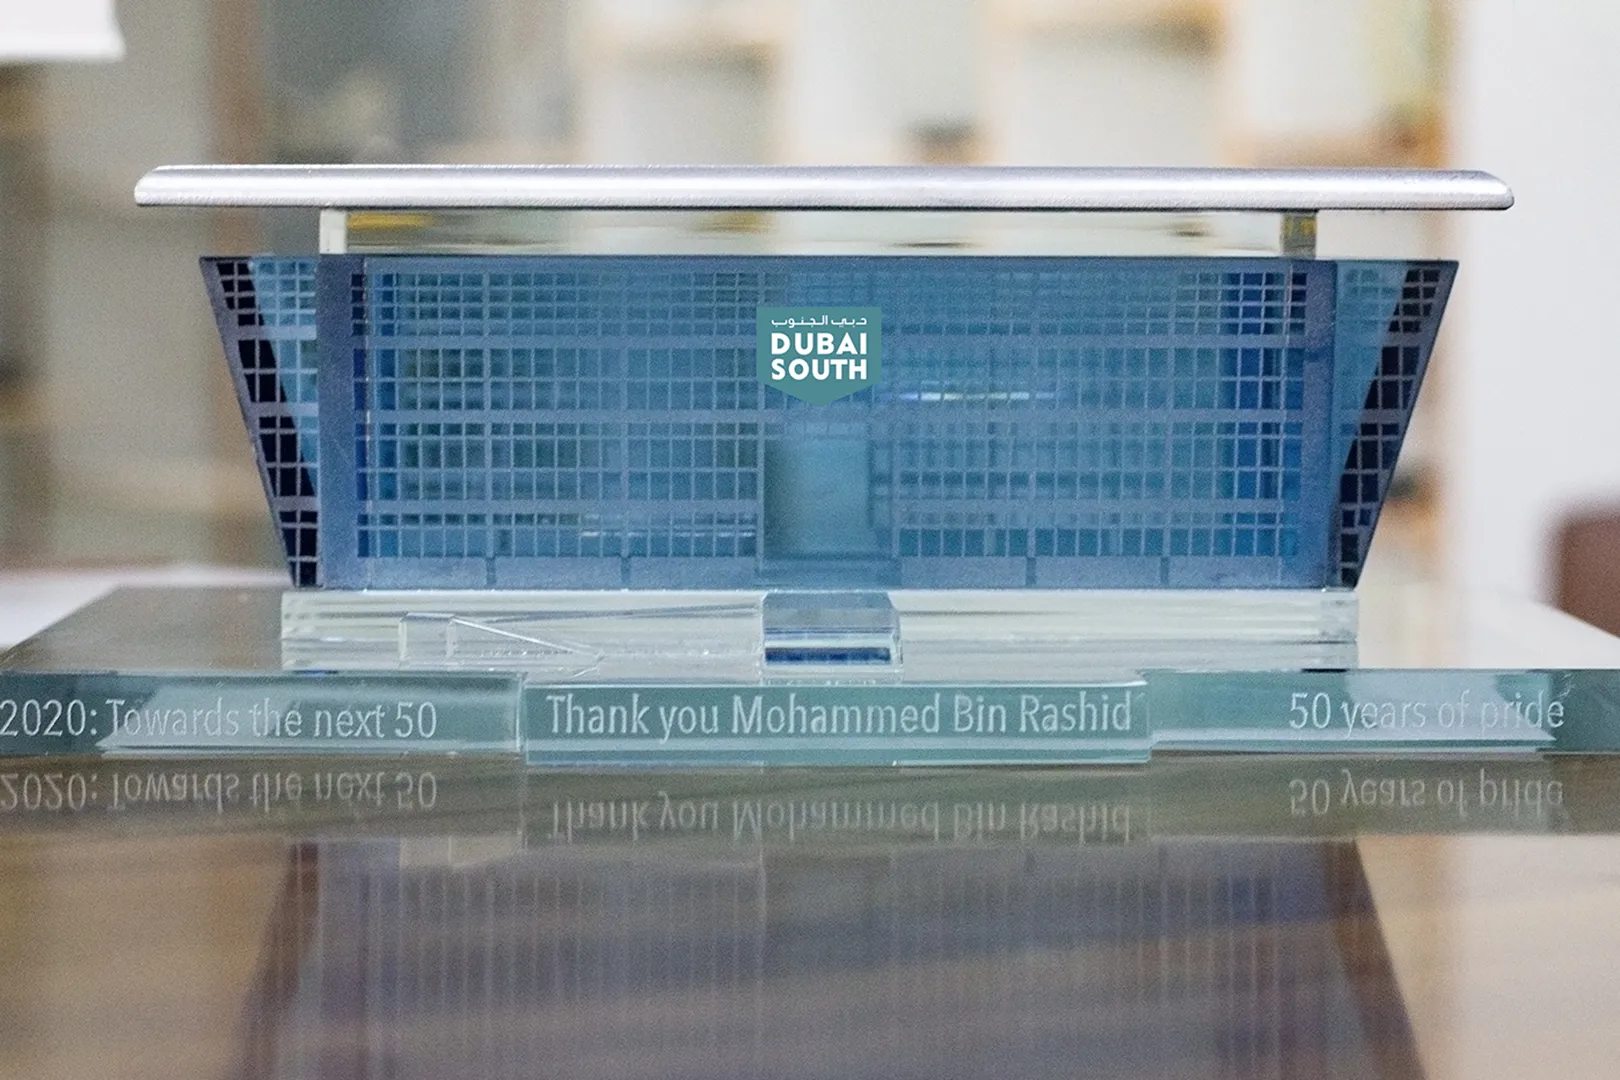 دبي الجنوب
DUBAI
SOUTH
2020: Towards the next 50
Thank you Mohammed Bin Rashid
50 years of pride